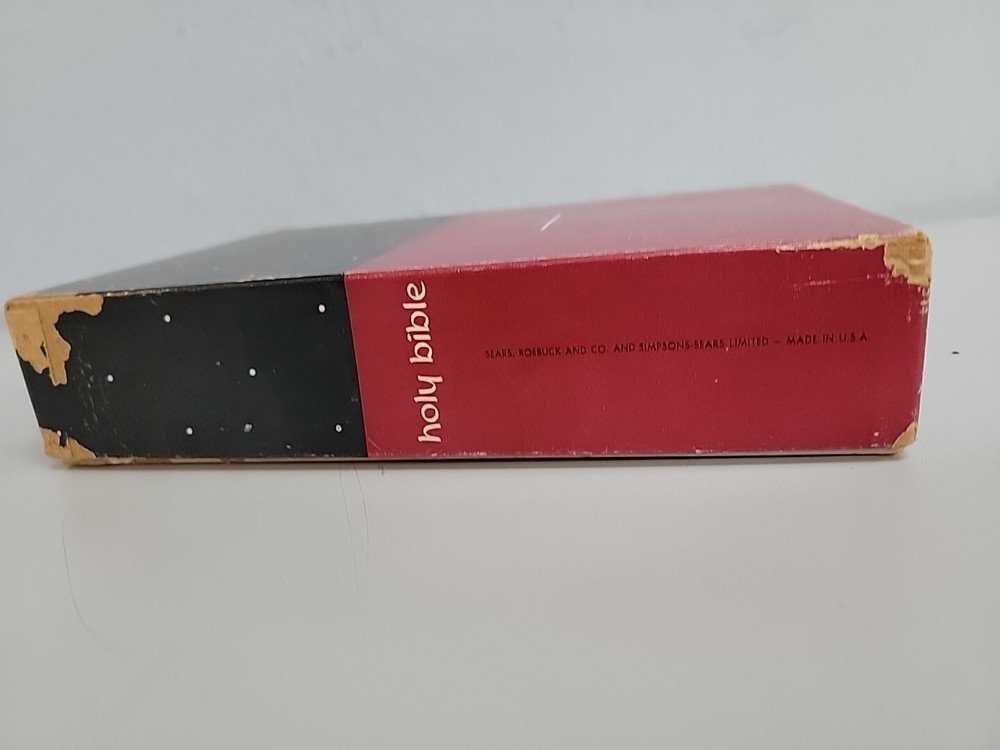 holy bible
SEARS, ROEBUCK AND CO. AND SIMPSONS-SEARS LIMITED – MADE IN U.S.A.